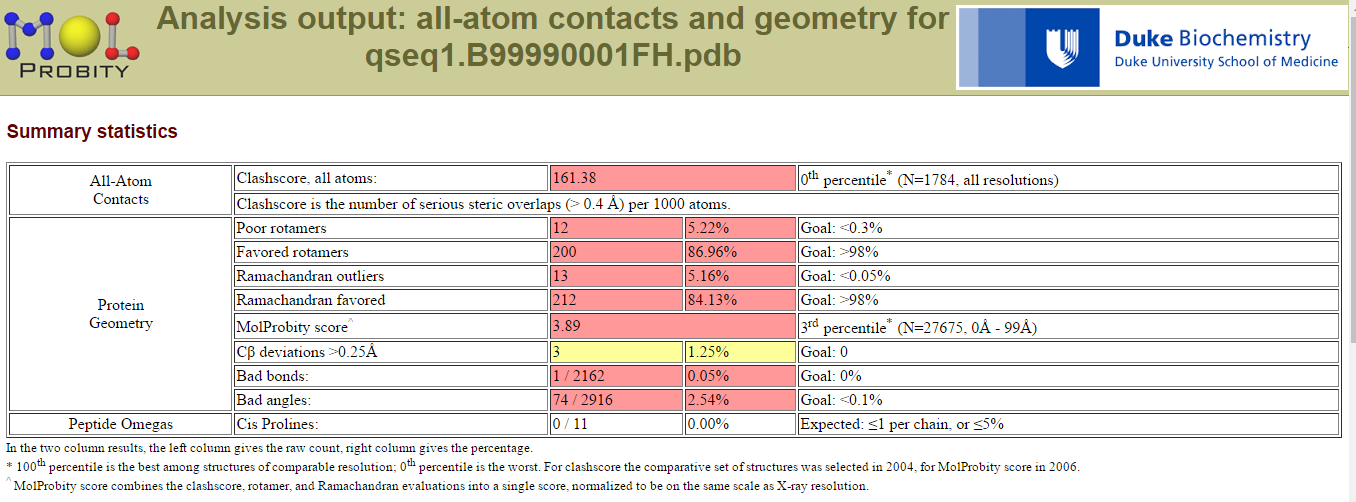 MOL
PROBITY
Analysis output: all-atom contacts and geometry for
qseq1.B99990001FH.pdb
Duke Biochemistry
Duke University School of Medicine
Summary statistics
All-Atom
Contacts
Clashscore, all atoms: 161.38 0th percentile* (N=1784, all resolutions)
Clashscore is the number of serious steric overlaps (> 0.4 Å) per 1000 atoms.
Protein
Geometry
Poor rotamers 12 5.22% Goal: <0.3%
Favored rotamers 200 86.96% Goal: >98%
Ramachandran outliers 13 5.16% Goal: <0.05%
Ramachandran favored 212 84.13% Goal: >98%
MolProbity score^ 3.89 3rd percentile* (N=27675, 0Å - 99Å)
Cβ deviations >0.25Å 3 1.25% Goal: 0
Bad bonds: 1 / 2162 0.05% Goal: 0%
Bad angles: 74 / 2916 2.54% Goal: <0.1%
Peptide Omegas Cis Prolines: 0 / 11 0.00% Expected: ≤1 per chain, or ≤5%
In the two column results, the left column gives the raw count, right column gives the percentage.
* 100th percentile is the best among structures of comparable resolution; 0th percentile is the worst. For clashscore the comparative set of structures was selected in 2004, for MolProbity score in 2006.
^ MolProbity score combines the clashscore, rotamer, and Ramachandran evaluations into a single score, normalized to be on the same scale as X-ray resolution.